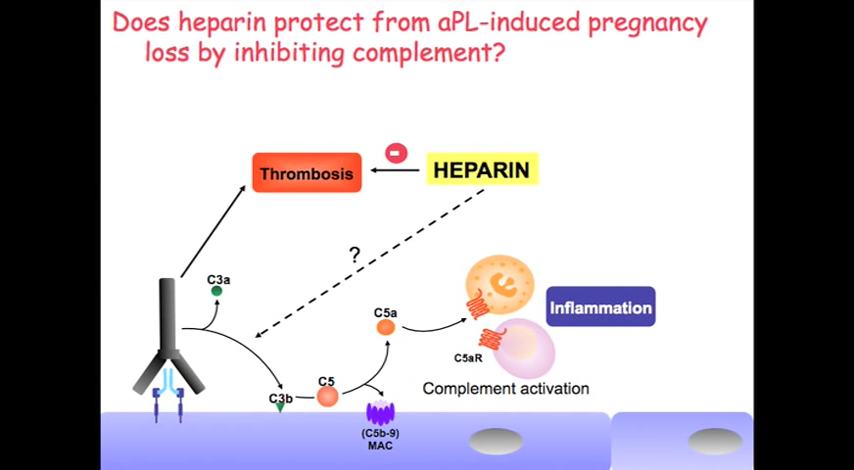 Does heparin protect from aPL-induced pregnancy
loss by inhibiting complement?
Thrombosis
-
HEPARIN
?
C3a
C5a
Inflammation
C5aR
Complement activation
C3b
C5
(C5b-9)
MAC